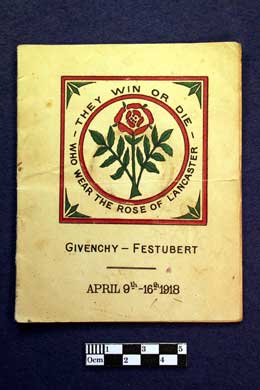 - THEY WIN OR DIE -
WHO WEAR THE ROSE OF LANCASTER
GIVENCHY - FESTUBERT
APRIL 9th-16th 1918
1 3 5
0cm 2 4